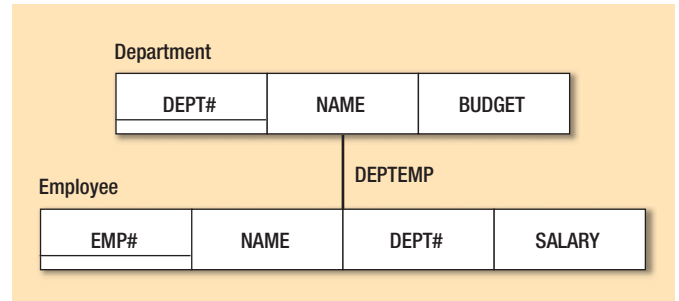 Department
DEPT# NAME BUDGET
DEPTEMP
Employee
EMP# NAME DEPT# SALARY